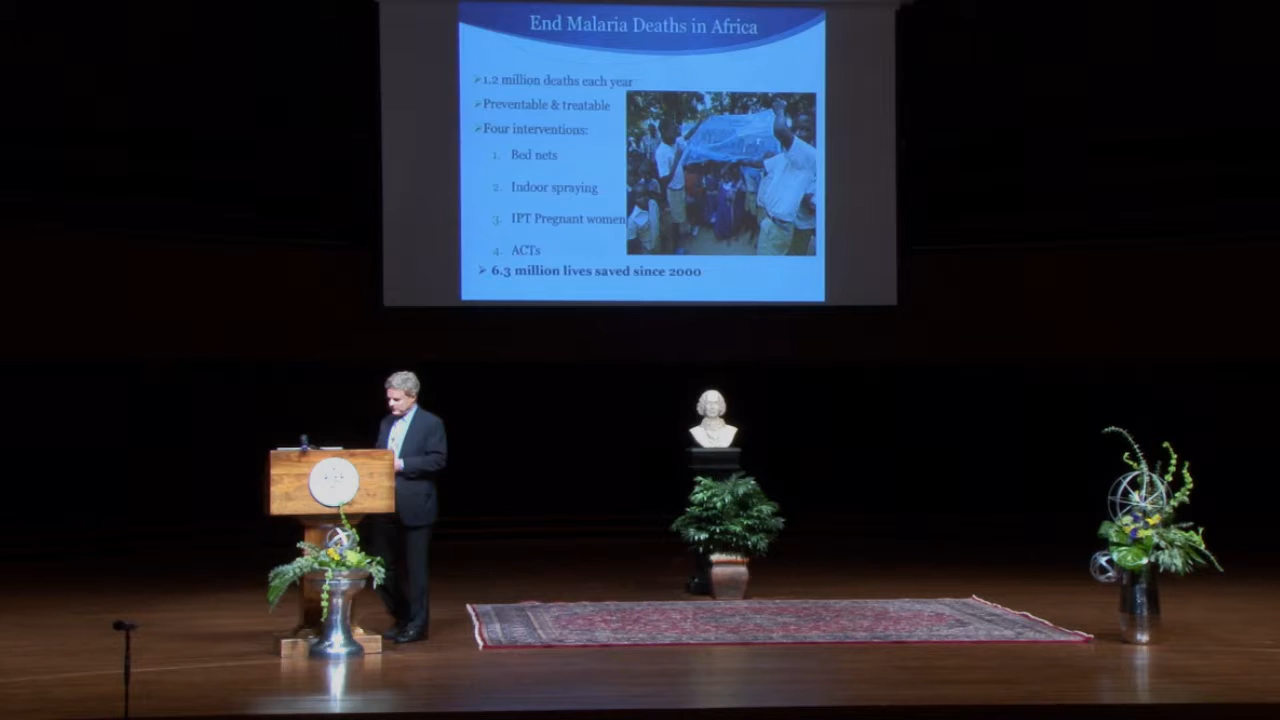 End Malaria Deaths in Africa
➢1.2 million deaths each year
➢Preventable & treatable
➢Four interventions:
1. Bed nets
2. Indoor spraying
3. IPT Pregnant women
4. ACTs
➢ 6.3 million lives saved since 2000